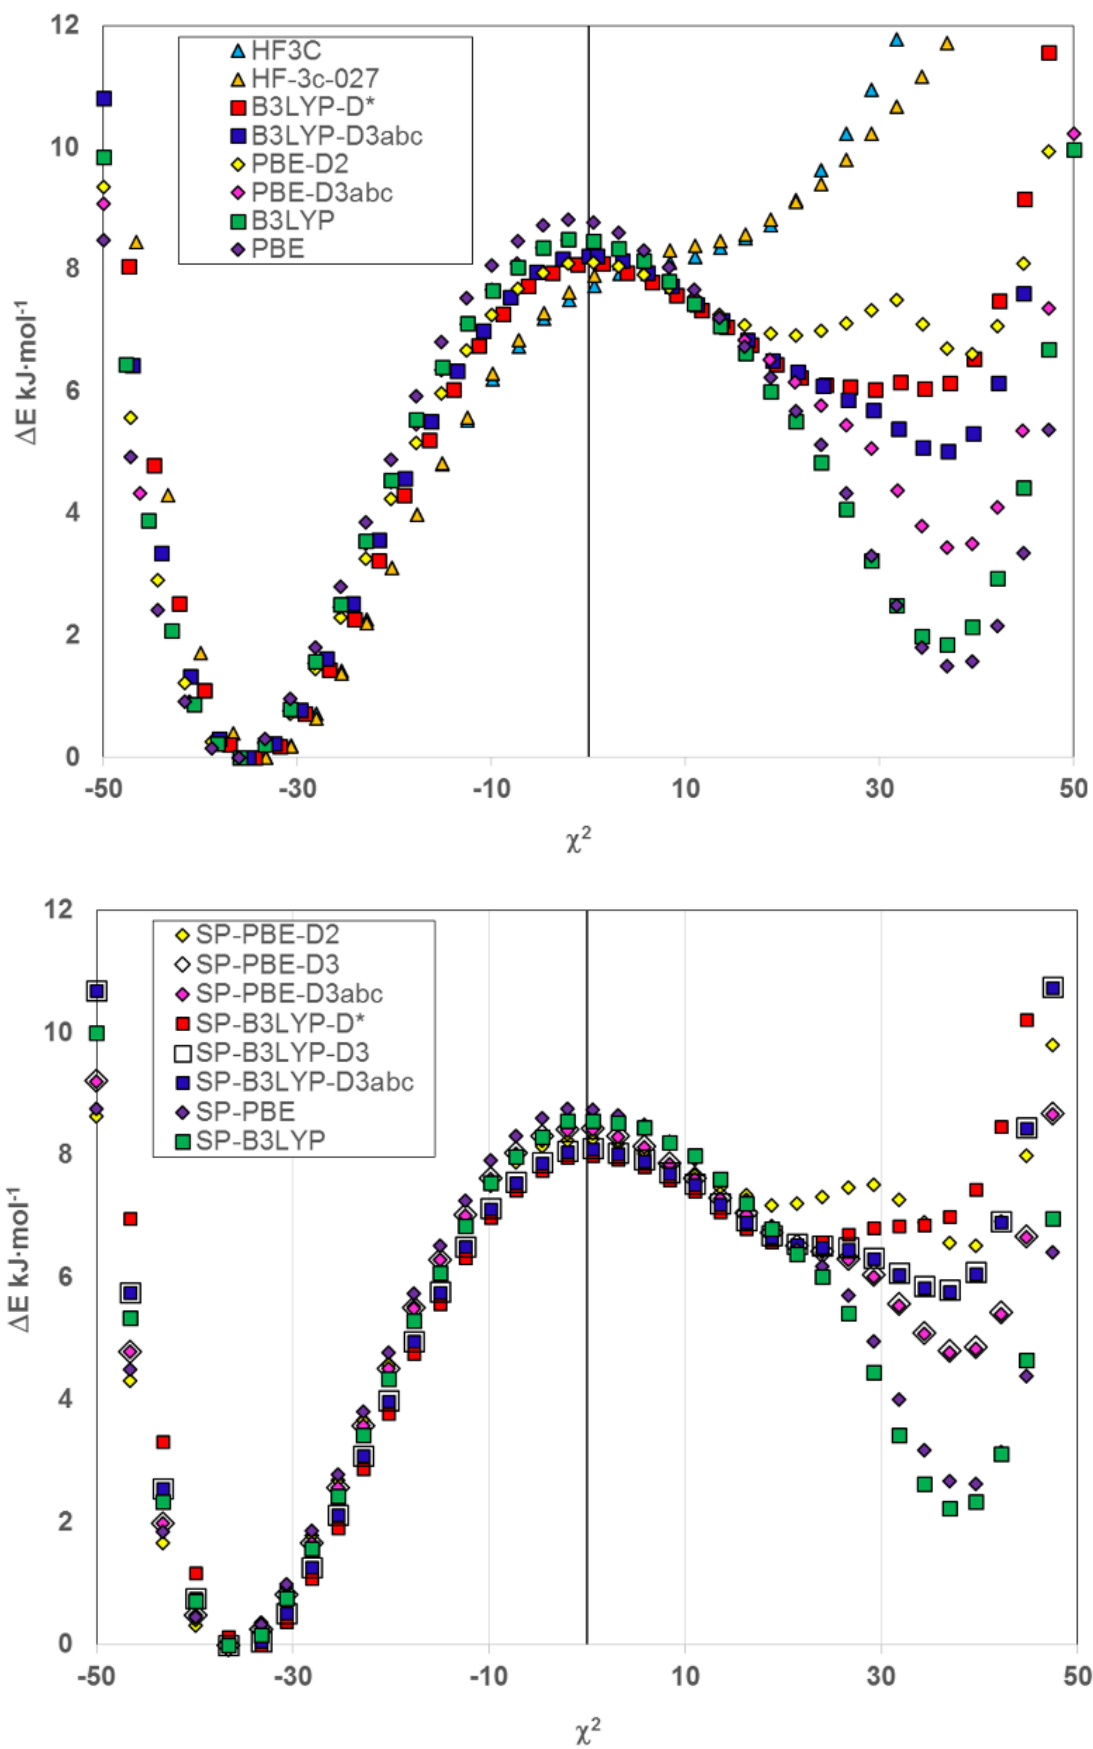 12
10
8
6
4
2
0
ΔE kJ·mol⁻¹
HF3C
HF-3c-027
B3LYP-D*
B3LYP-D3abc
PBE-D2
PBE-D3abc
B3LYP
PBE
-50 -30 -10 10 30 50
χ²
12
10
8
6
4
2
0
ΔE kJ·mol⁻¹
SP-PBE-D2
SP-PBE-D3
SP-PBE-D3abc
SP-B3LYP-D*
SP-B3LYP-D3
SP-B3LYP-D3abc
SP-PBE
SP-B3LYP
-50 -30 -10 10 30 50
χ²